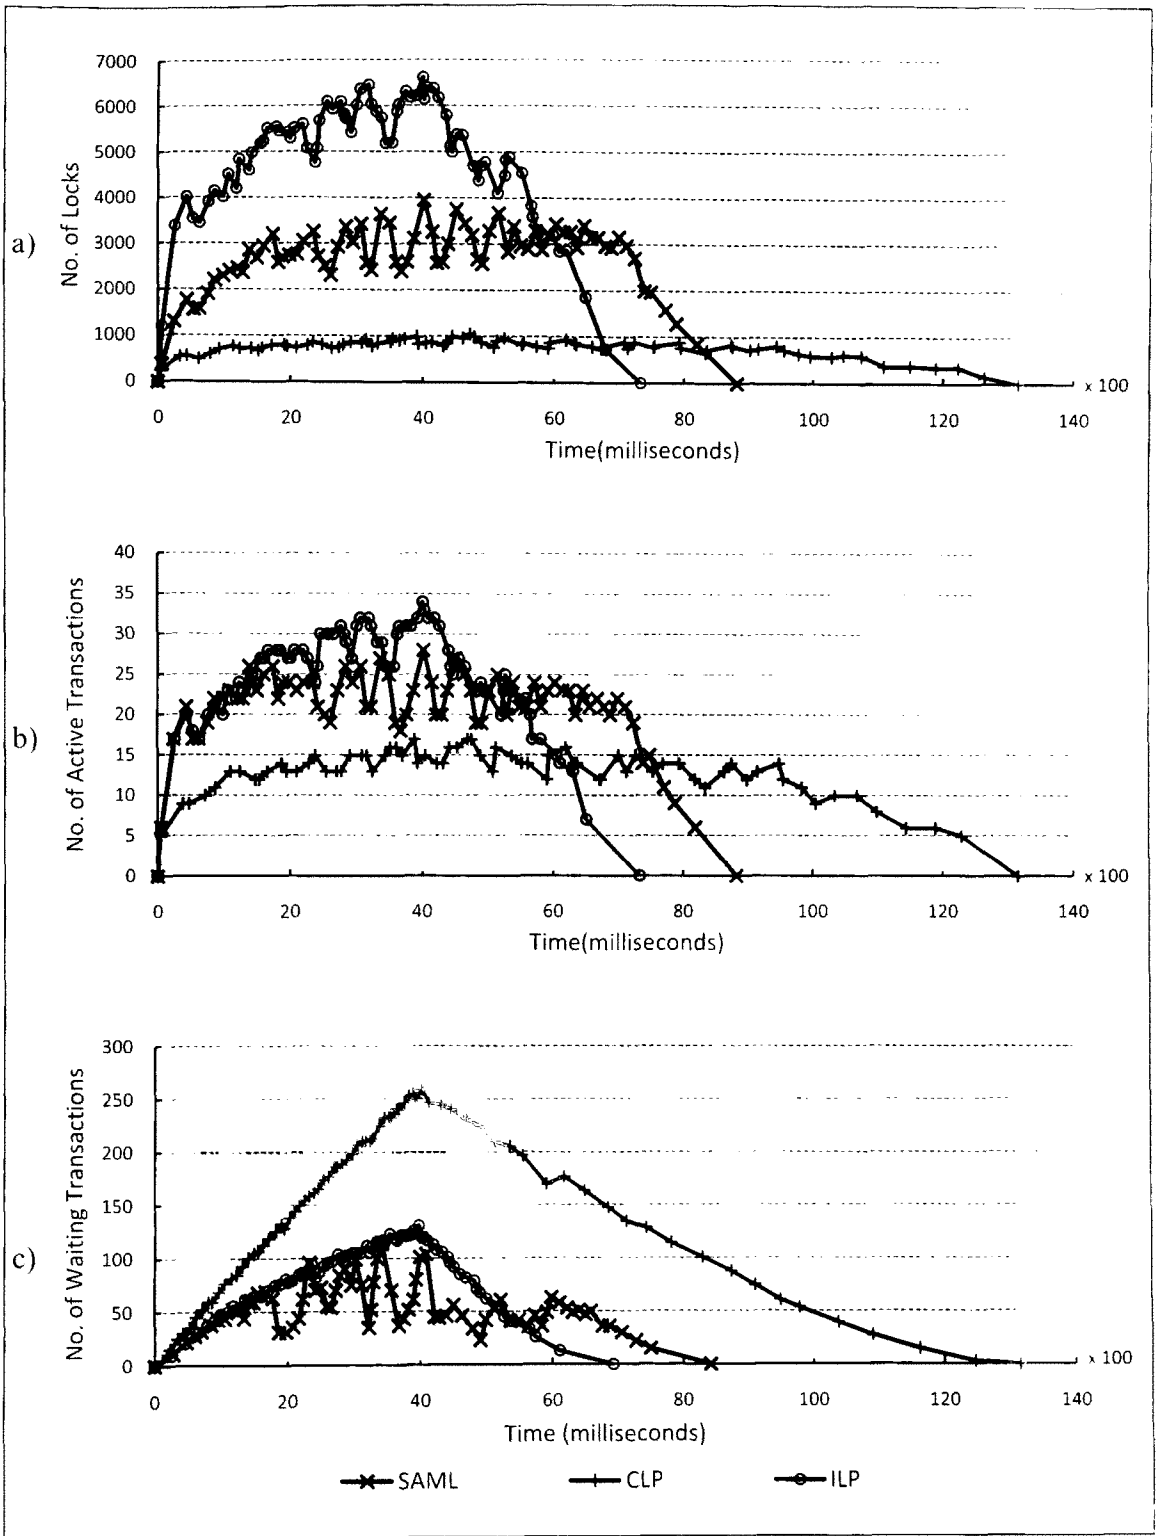 a)
No. of Locks
7000
6000
5000
4000
3000
2000
1000
0
0 20 40 60 80 100 120 140
x 100
Time(milliseconds)
b)
No. of Active Transactions
40
35
30
25
20
15
10
5
0
0 20 40 60 80 100 120 140
x 100
Time(milliseconds)
c)
No. of Waiting Transactions
300
250
200
150
100
50
0
0 20 40 60 80 100 120 140
x 100
Time (milliseconds)
SAML CLP ILP